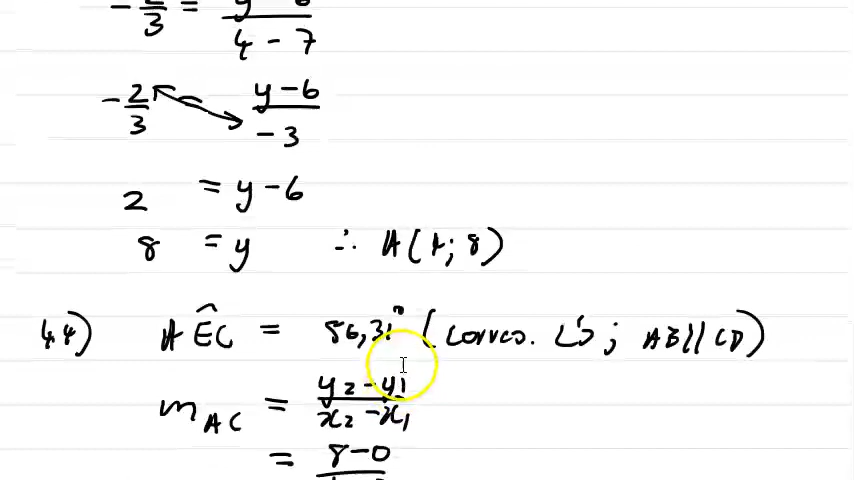 -2/3 = y-6/4-7
-2/3 = y-6/-3
2 = y-6
8 = y ∴ A(4; 8)
4.4) AÊC = 56,31° (corres. ∠'s; AB//CD)
m AC = y2-y1/x2-x1
= 8-0